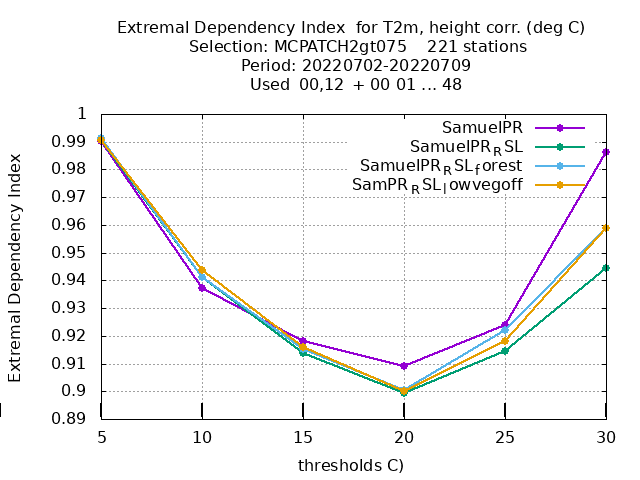 Extremal Dependency Index  for T2m, height corr. (deg C)
Selection: MCPATCH2gt075    221 stations
Period: 20220702-20220709
Used  00,12  + 00 01 ... 48
SamuelPR
SamuelPR_RSL
SamuelPR_RSL_forest
SamPR_RSL_lowvegoff
Extremal Dependency Index
1
0.99
0.98
0.97
0.96
0.95
0.94
0.93
0.92
0.91
0.9
0.89
5 10 15 20 25 30
thresholds C)